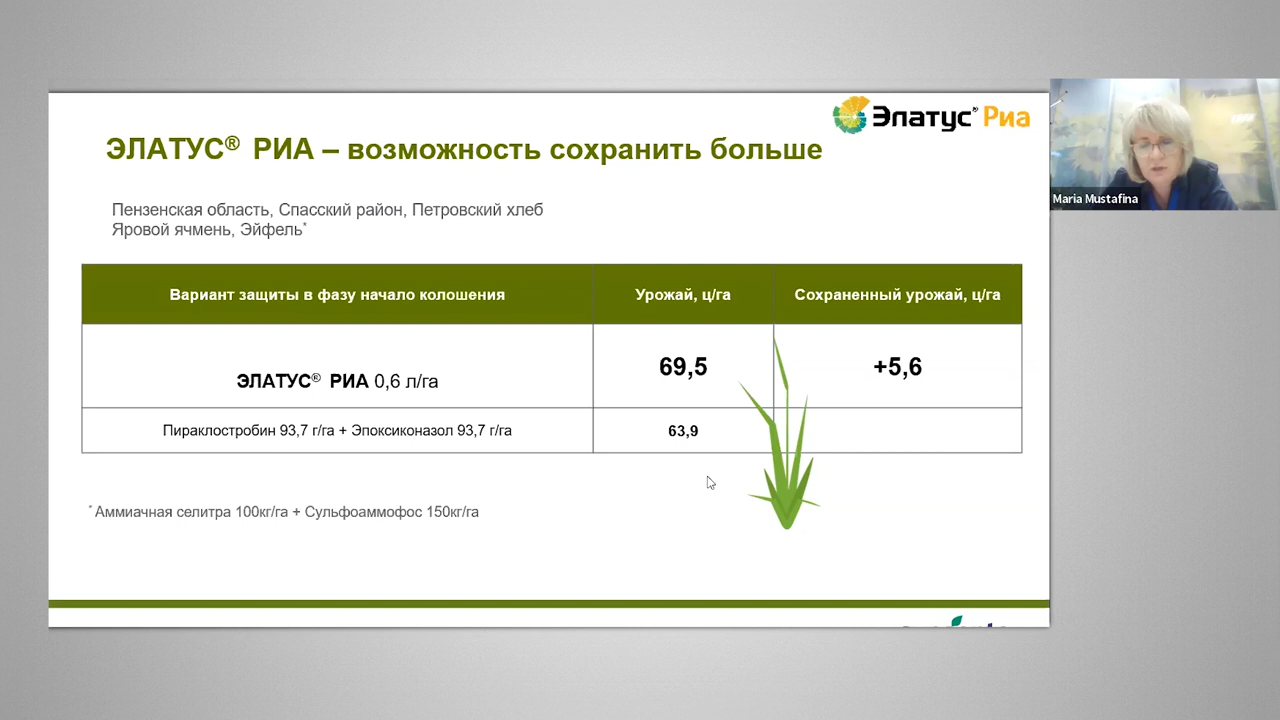 Элатус® Риа
ЭЛАТУС® РИА – возможность сохранить больше
Maria Mustafina
Пензенская область, Спасский район, Петровский хлеб
Яровой ячмень, Эйфель*
Вариант защиты в фазу начало колошения
Урожай, ц/га
Сохраненный урожай, ц/га
ЭЛАТУС® РИА 0,6 л/га
69,5
+5,6
Пираклостробин 93,7 г/га + Эпоксиконазол 93,7 г/га
63,9
* Аммиачная селитра 100кг/га + Сульфоаммофос 150кг/га